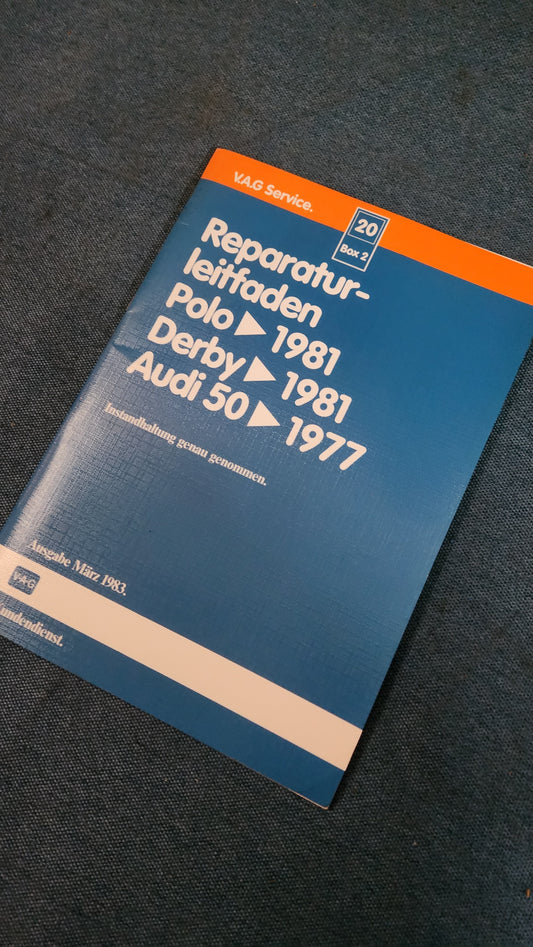 V.A.G Service.
20
Box 2
Reparatur-
leitfaden
Polo ▶ 1981
Derby ▶ 1981
Audi 50 ▶ 1977
Instandhaltung genau genommen.
Ausgabe März 1983.
V·A·G
Kundendienst.